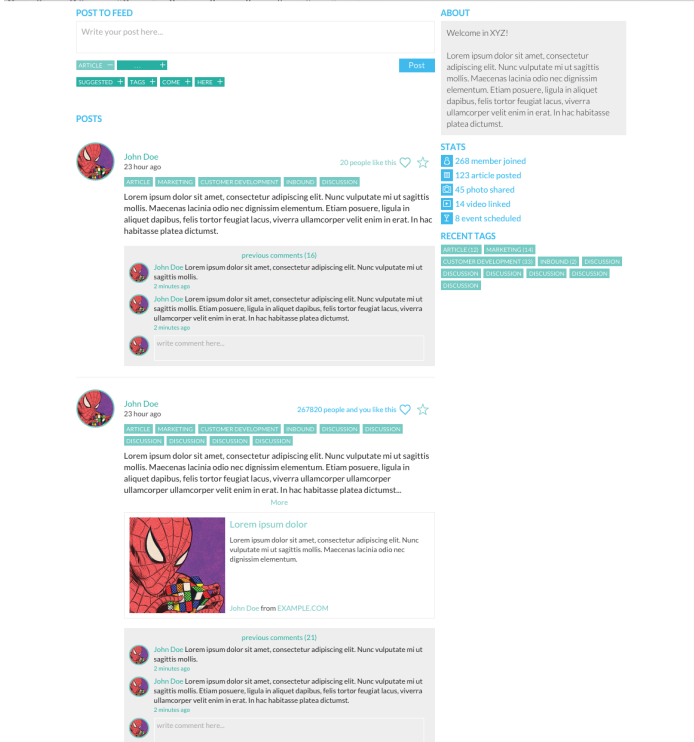 POST TO FEED
Write your post here...
ARTICLE −
... +
Post
SUGGESTED + TAGS + COME + HERE +
POSTS
John Doe
23 hour ago
20 people like this
ARTICLE MARKETING CUSTOMER DEVELOPMENT INBOUND DISCUSSION
Lorem ipsum dolor sit amet, consectetur adipiscing elit. Nunc vulputate mi ut sagittis
mollis. Maecenas lacinia odio nec dignissim elementum. Etiam posuere, ligula in
aliquet dapibus, felis tortor feugiat lacus, viverra ullamcorper velit enim in erat. In hac
habitasse platea dictumst.
previous comments (16)
John Doe Lorem ipsum dolor sit amet, consectetur adipiscing elit. Nunc vulputate mi ut
sagittis mollis.
2 minutes ago
John Doe Lorem ipsum dolor sit amet, consectetur adipiscing elit. Nunc vulputate mi ut
sagittis mollis. Etiam posuere, ligula in aliquet dapibus, felis tortor feugiat lacus, viverra
ullamcorper velit enim in erat. In hac habitasse platea dictumst.
2 minutes ago
write comment here...
John Doe
23 hour ago
267820 people and you like this
ARTICLE MARKETING CUSTOMER DEVELOPMENT INBOUND DISCUSSION DISCUSSION
DISCUSSION DISCUSSION DISCUSSION DISCUSSION
Lorem ipsum dolor sit amet, consectetur adipiscing elit. Nunc vulputate mi ut sagittis
mollis. Maecenas lacinia odio nec dignissim elementum. Etiam posuere, ligula in
aliquet dapibus, felis tortor feugiat lacus, viverra ullamcorper ullamcorper
ullamcorper ullamcorper velit enim in erat. In hac habitasse platea dictumst...
More
Lorem ipsum dolor
Lorem ipsum dolor sit amet, consectetur adipiscing elit. Nunc
vulputate mi ut sagittis mollis. Maecenas lacinia odio nec
dignissim elementum.
John Doe from EXAMPLE.COM
previous comments (21)
John Doe Lorem ipsum dolor sit amet, consectetur adipiscing elit. Nunc vulputate mi ut
sagittis mollis.
2 minutes ago
John Doe Lorem ipsum dolor sit amet, consectetur adipiscing elit. Nunc vulputate mi ut
sagittis mollis. Etiam posuere, ligula in aliquet dapibus, felis tortor feugiat lacus, viverra
ullamcorper velit enim in erat. In hac habitasse platea dictumst.
2 minutes ago
write comment here...
ABOUT
Welcome in XYZ!
Lorem ipsum dolor sit amet, consectetur
adipiscing elit. Nunc vulputate mi ut sagittis
mollis. Maecenas lacinia odio nec dignissim
elementum. Etiam posuere, ligula in aliquet
dapibus, felis tortor feugiat lacus, viverra
ullamcorper velit enim in erat. In hac habitasse
platea dictumst.
STATS
268 member joined
123 article posted
45 photo shared
14 video linked
8 event scheduled
RECENT TAGS
ARTICLE (12) MARKETING (14)
CUSTOMER DEVELOPMENT (33) INBOUND (2) DISCUSSION
DISCUSSION DISCUSSION DISCUSSION DISCUSSION
DISCUSSION